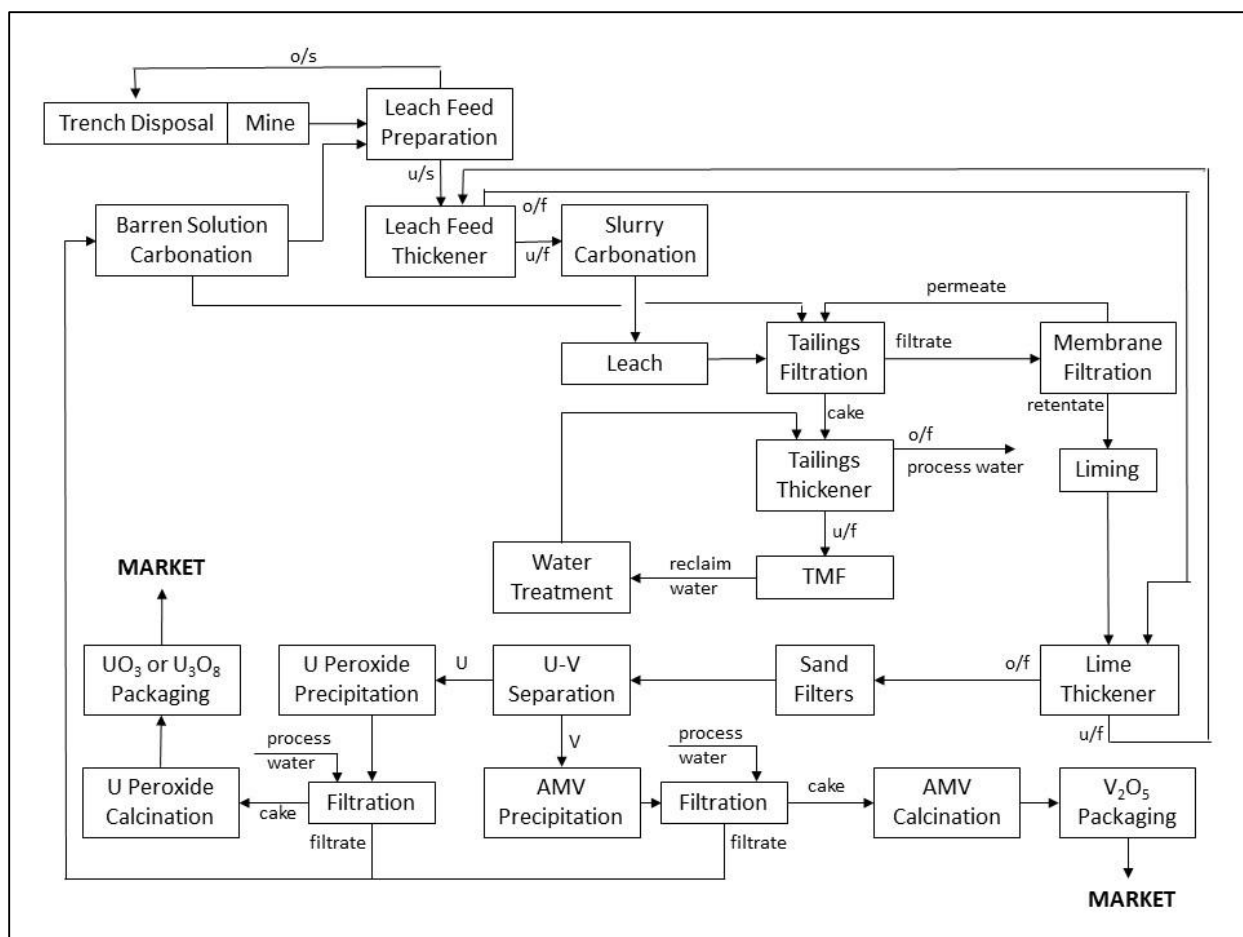 o/s
Trench Disposal
Mine
Leach Feed
Preparation
u/s
Barren Solution
Carbonation
Leach Feed
Thickener
o/f
u/f
Slurry
Carbonation
permeate
Leach
Tailings
Filtration
filtrate
Membrane
Filtration
cake
retentate
Tailings
Thickener
o/f
process water
Liming
u/f
Water
Treatment
reclaim
water
TMF
MARKET
UO₃ or U₃O₈
Packaging
U Peroxide
Precipitation
U
U-V
Separation
Sand
Filters
o/f
Lime
Thickener
u/f
V
process
water
process
water
U Peroxide
Calcination
cake
Filtration
filtrate
AMV
Precipitation
Filtration
filtrate
cake
AMV
Calcination
V₂O₅
Packaging
MARKET